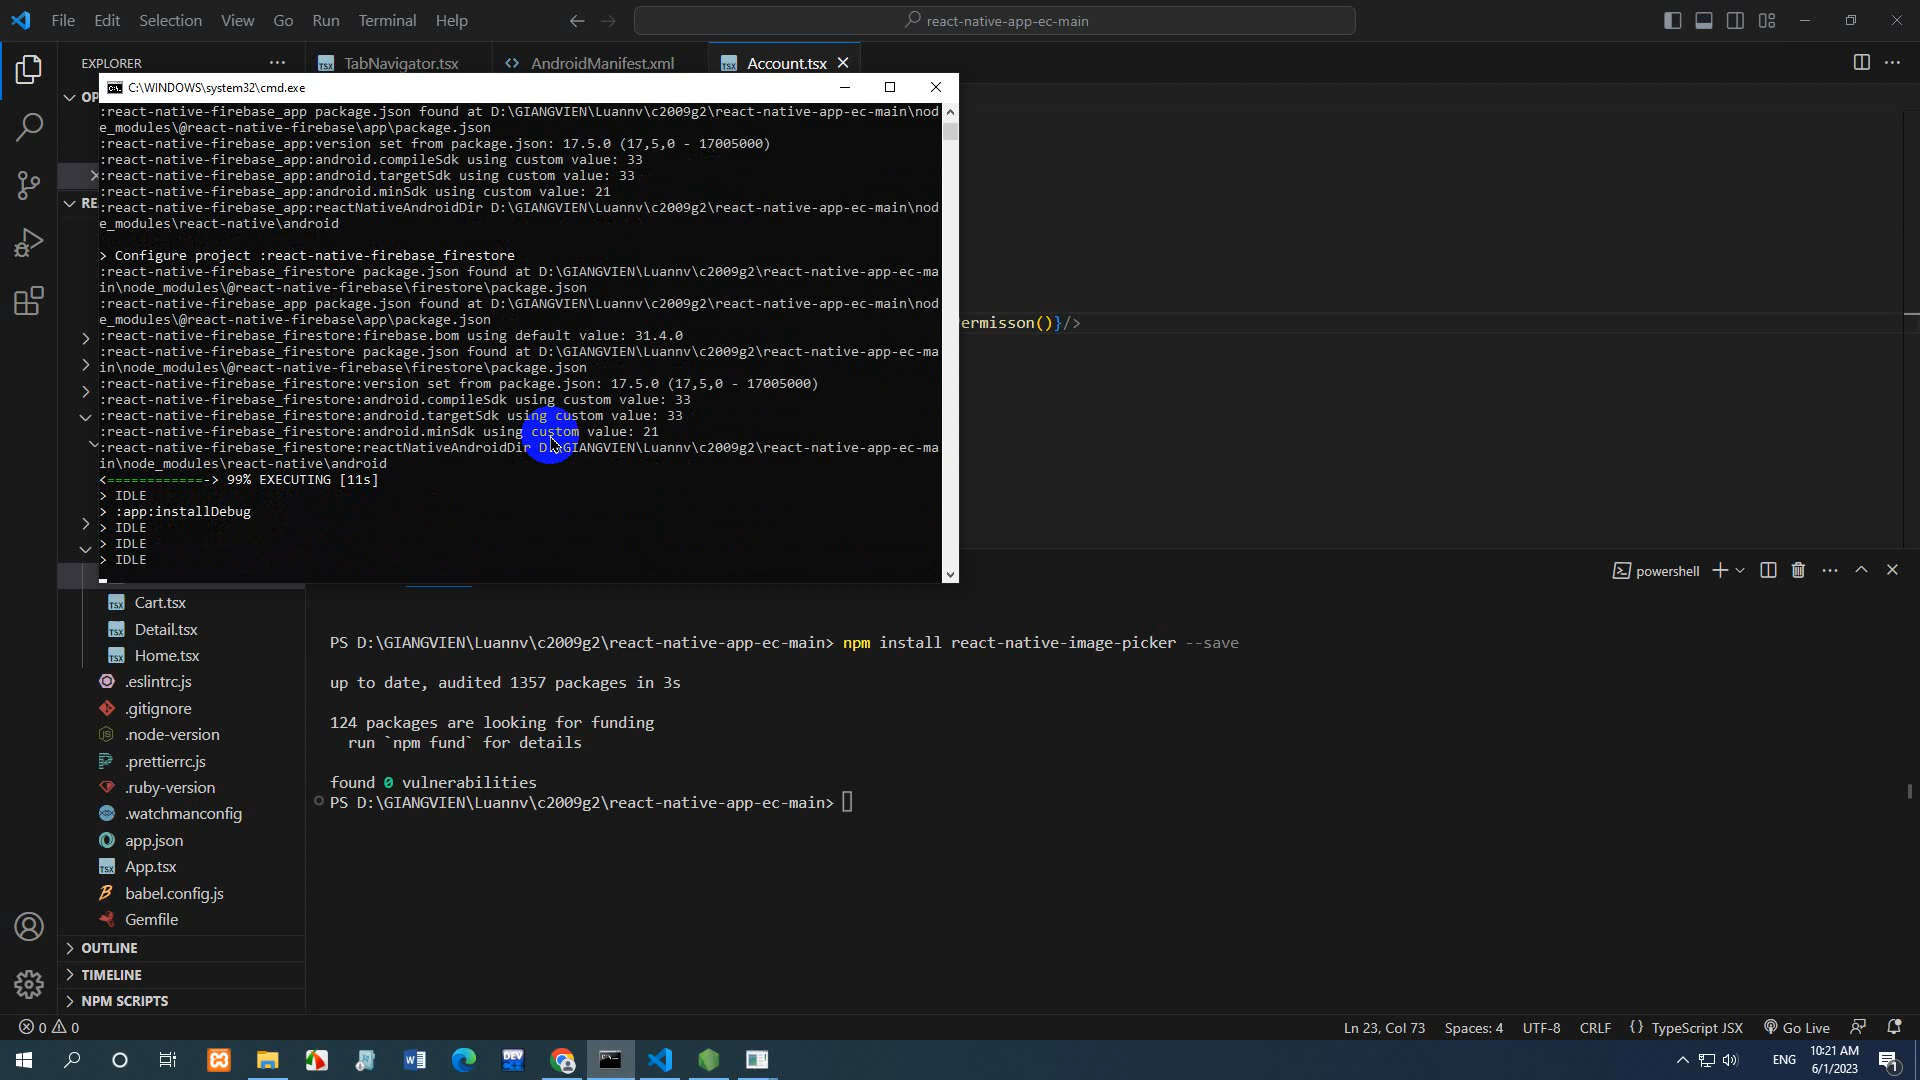 File Edit Selection View Go Run Terminal Help
react-native-app-ec-main
EXPLORER
TabNavigator.tsx
AndroidManifest.xml
Account.tsx
OP
C:\WINDOWS\system32\cmd.exe
:react-native-firebase_app package.json found at D:\GIANGVIEN\Luannv\c2009g2\react-native-app-ec-main\nod
e_modules\@react-native-firebase\app\package.json
:react-native-firebase_app:version set from package.json: 17.5.0 (17,5,0 - 17005000)
:react-native-firebase_app:android.compileSdk using custom value: 33
:react-native-firebase_app:android.targetSdk using custom value: 33
:react-native-firebase_app:android.minSdk using custom value: 21
:react-native-firebase_app:reactNativeAndroidDir D:\GIANGVIEN\Luannv\c2009g2\react-native-app-ec-main\nod
e_modules\react-native\android
> Configure project :react-native-firebase_firestore
:react-native-firebase_firestore package.json found at D:\GIANGVIEN\Luannv\c2009g2\react-native-app-ec-ma
in\node_modules\@react-native-firebase\firestore\package.json
:react-native-firebase_app package.json found at D:\GIANGVIEN\Luannv\c2009g2\react-native-app-ec-main\nod
e_modules\@react-native-firebase\app\package.json
:react-native-firebase_firestore:firebase.bom using default value: 31.4.0
:react-native-firebase_firestore package.json found at D:\GIANGVIEN\Luannv\c2009g2\react-native-app-ec-ma
in\node_modules\@react-native-firebase\firestore\package.json
:react-native-firebase_firestore:version set from package.json: 17.5.0 (17,5,0 - 17005000)
:react-native-firebase_firestore:android.compileSdk using custom value: 33
:react-native-firebase_firestore:android.targetSdk using custom value: 33
:react-native-firebase_firestore:android.minSdk using custom value: 21
:react-native-firebase_firestore:reactNativeAndroidDir D:\GIANGVIEN\Luannv\c2009g2\react-native-app-ec-ma
in\node_modules\react-native\android
<============-> 99% EXECUTING [11s]
> IDLE
> :app:installDebug
> IDLE
> IDLE
> IDLE
RE
ermisson()}/>
Cart.tsx
Detail.tsx
Home.tsx
.eslintrc.js
.gitignore
.node-version
.prettierrc.js
.ruby-version
.watchmanconfig
app.json
App.tsx
babel.config.js
Gemfile
OUTLINE
TIMELINE
NPM SCRIPTS
powershell
PS D:\GIANGVIEN\Luannv\c2009g2\react-native-app-ec-main> npm install react-native-image-picker --save
up to date, audited 1357 packages in 3s
124 packages are looking for funding
run `npm fund` for details
found 0 vulnerabilities
PS D:\GIANGVIEN\Luannv\c2009g2\react-native-app-ec-main>
0 0
Ln 23, Col 73 Spaces: 4 UTF-8 CRLF {} TypeScript JSX Go Live
DEV
ENG
10:21 AM
6/1/2023
1